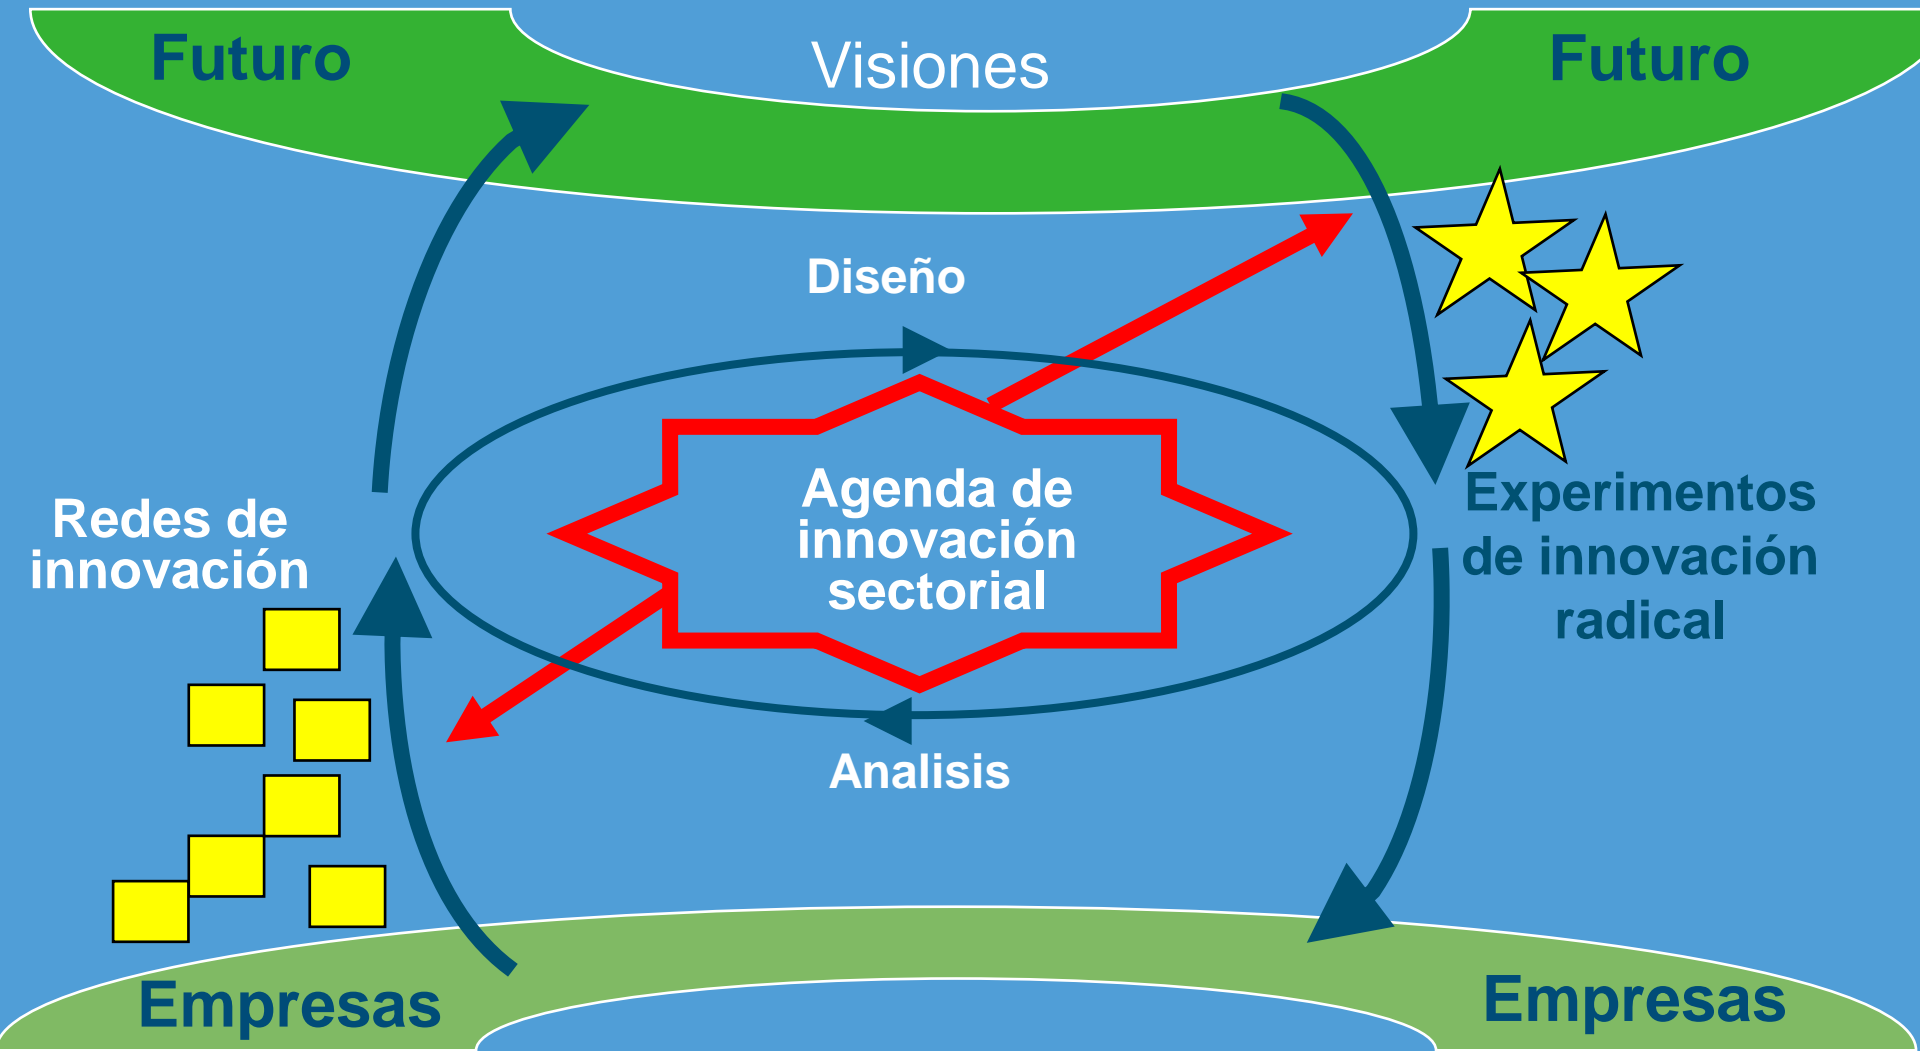 Futuro
Visiones
Futuro
Diseño
Agenda de
innovación
sectorial
Redes de
innovación
Experimentos
de innovación
radical
Analisis
Empresas
Empresas